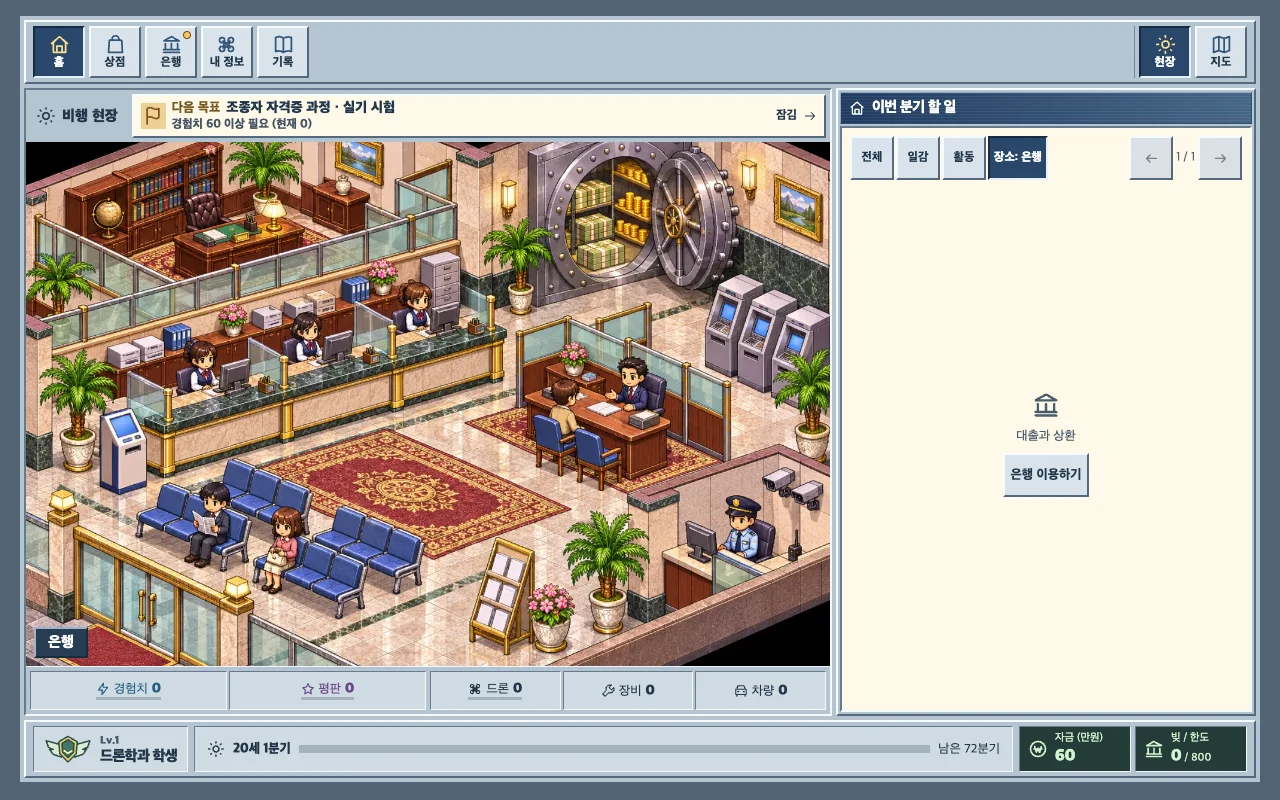 홈
상점
은행
내 정보
기록
현장
지도
비행 현장
다음 목표 조종자 자격증 과정 · 실기 시험
경험치 60 이상 필요 (현재 0)
잠김 →
이번 분기 할 일
전체
일감
활동
장소: 은행
←
1 / 1
→
대출과 상환
은행 이용하기
은행
경험치 0
평판 0
드론 0
장비 0
차량 0
Lv.1
드론학과 학생
20세 1분기
남은 72분기
자금 (만원)
60
빚 / 한도
0 / 800